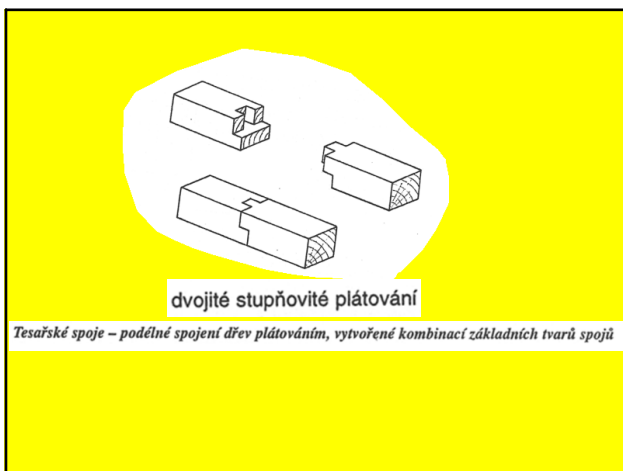 dvojité stupňovité plátování
Tesařské spoje – podélné spojení dřev plátováním, vytvořené kombinací základních tvarů spojů